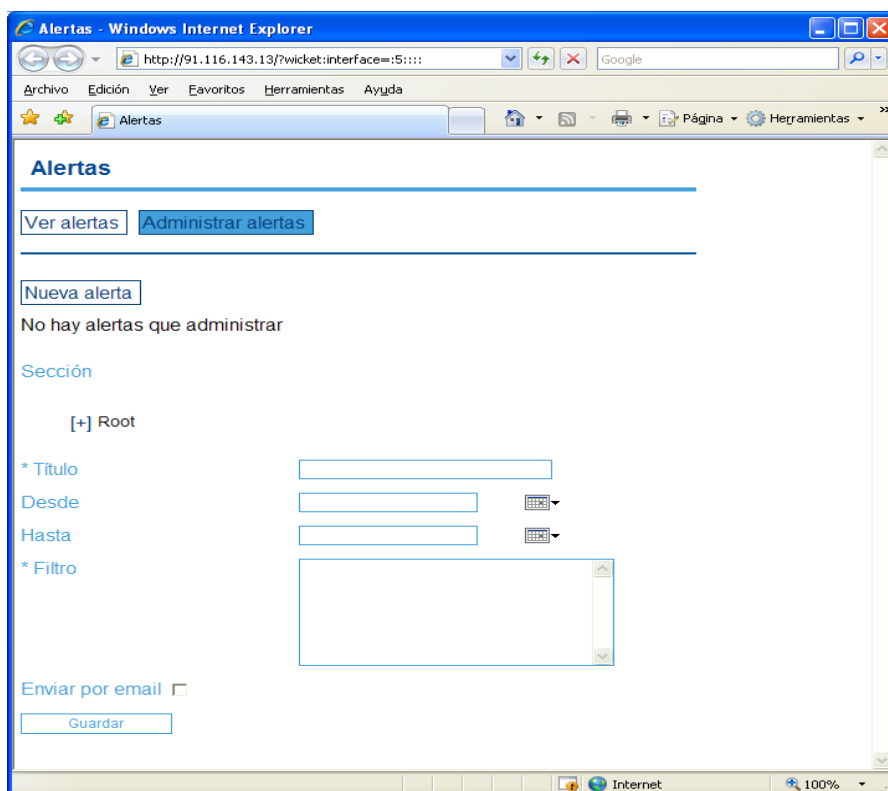 Alertas - Windows Internet Explorer
http://91.116.143.13/?wicket:interface=:5::::
Google
Archivo Edición Ver Favoritos Herramientas Ayuda
Alertas
Página Herramientas »
Alertas
Ver alertas Administrar alertas
Nueva alerta
No hay alertas que administrar
Sección
[+] Root
* Título
Desde
Hasta
* Filtro
Enviar por email
Guardar
Internet 100%